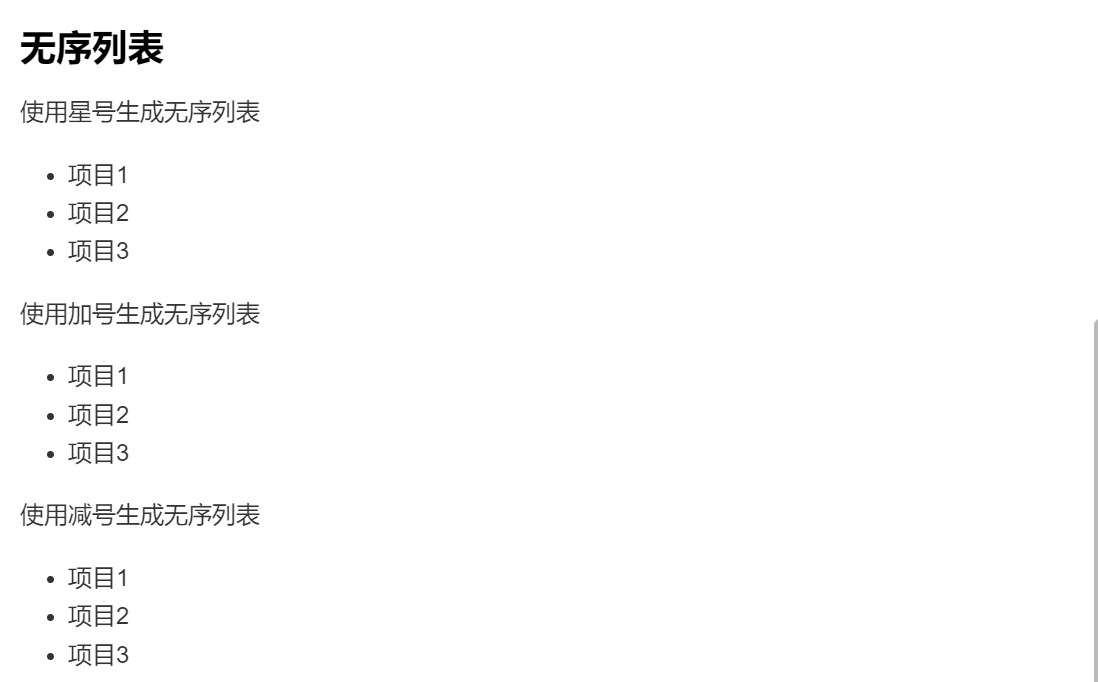 无序列表
使用星号生成无序列表
• 项目1
• 项目2
• 项目3
使用加号生成无序列表
• 项目1
• 项目2
• 项目3
使用减号生成无序列表
• 项目1
• 项目2
• 项目3